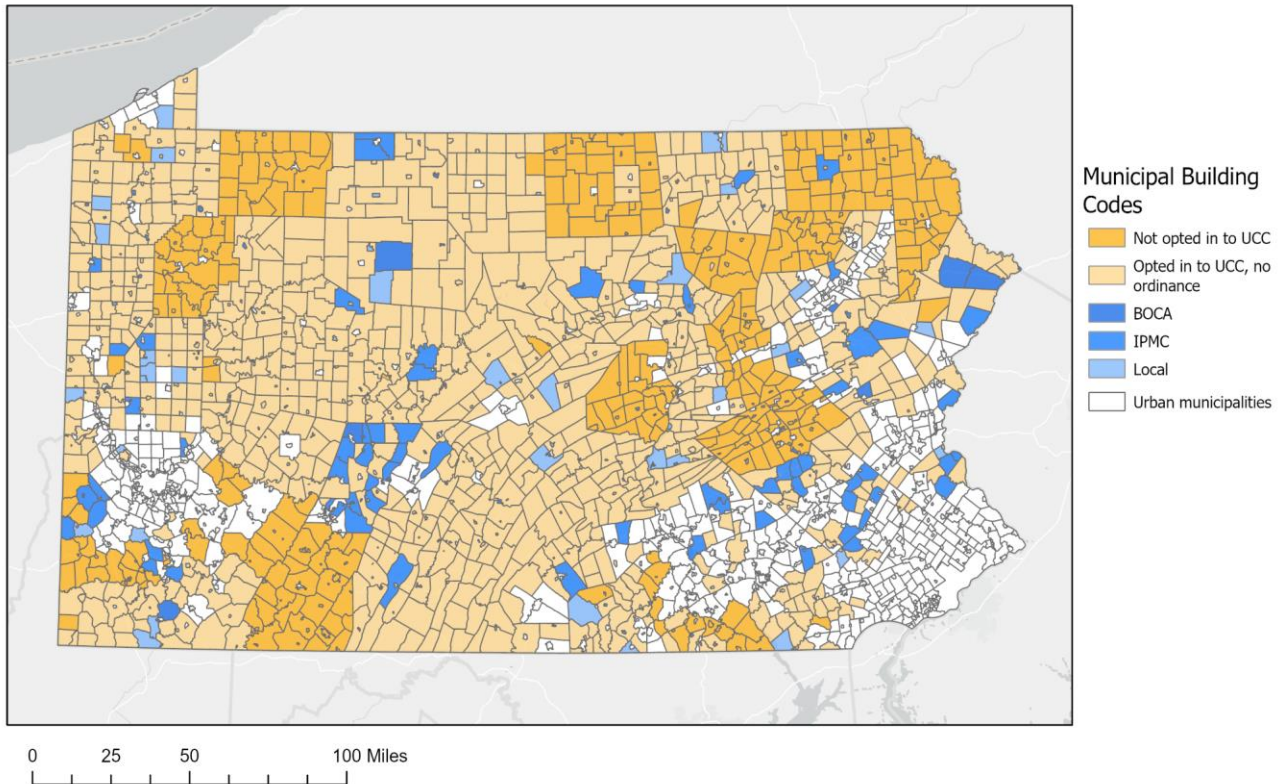 Municipal Building
Codes
Not opted in to UCC
Opted in to UCC, no
ordinance
BOCA
IPMC
Local
Urban municipalities
0 25 50 100 Miles